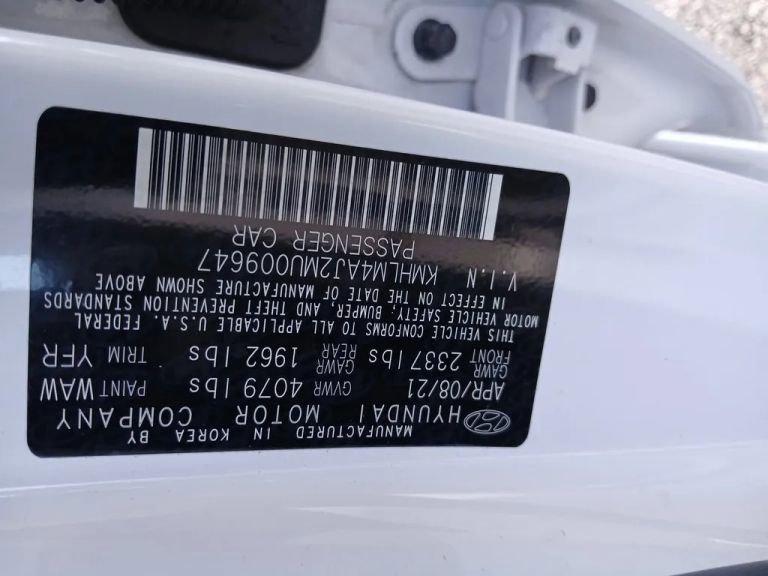 MANUFACTURED IN KOREA BY
HYUNDAI MOTOR COMPANY
APR/08/21 GVWR 4079 lbs PAINT WAW
GAWR FRONT 2337 lbs GAWR REAR 1962 lbs TRIM YFR
THIS VEHICLE CONFORMS TO ALL APPLICABLE U.S.A. FEDERAL
MOTOR VEHICLE SAFETY, BUMPER, AND THEFT PREVENTION STANDARDS
IN EFFECT ON THE DATE OF MANUFACTURE SHOWN ABOVE
V.I.N KMHLM4AJ2MU009647
PASSENGER CAR